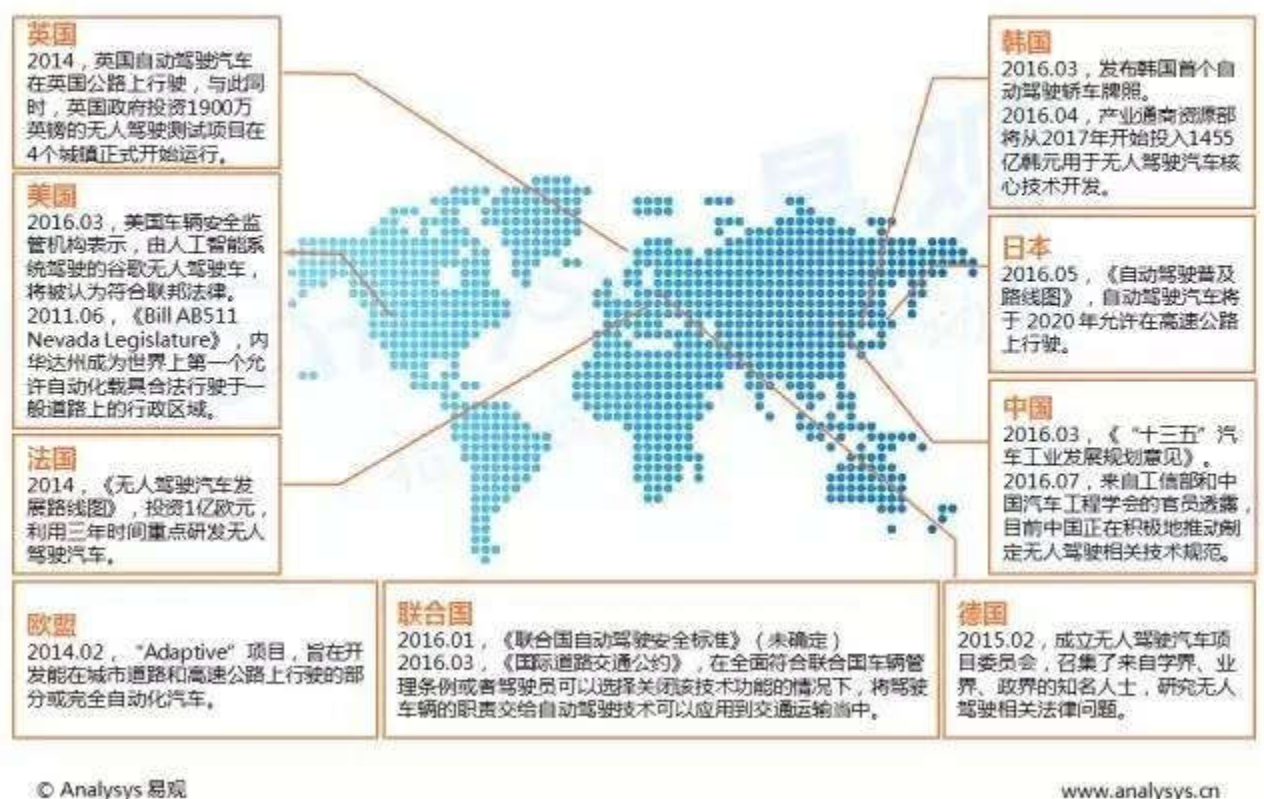 英国
2014，英国自动驾驶汽车
在英国公路上行驶，与此同
时，英国政府投资1900万
英镑的无人驾驶测试项目在
4个城镇正式开始运行。
美国
2016.03，美国车辆安全监
管机构表示，由人工智能系
统驾驶的谷歌无人驾驶车，
将被认为符合联邦法律。
2011.06，《Bill AB511
Nevada Legislature》，内
华达州成为世界上第一个允
许自动化载具合法行驶于一
般道路上的行政区域。
法国
2014，《无人驾驶汽车发
展路线图》，投资1亿欧元，
利用三年时间重点研发无人
驾驶汽车。
韩国
2016.03，发布韩国首个自
动驾驶轿车牌照。
2016.04，产业通商资源部
将从2017年开始投入1455
亿韩元用于无人驾驶汽车核
心技术开发。
日本
2016.05，《自动驾驶普及
路线图》，自动驾驶汽车将
于 2020 年允许在高速公路
上行驶。
中国
2016.03，《“十三五”汽
车工业发展规划意见》。
2016.07，来自工信部和中
国汽车工程学会的官员透露，
目前中国正在积极地推动制
定无人驾驶相关技术规范。
欧盟
2014.02，“Adaptive”项目，旨在开
发能在城市道路和高速公路上行驶的部
分或完全自动化汽车。
联合国
2016.01，《联合国自动驾驶安全标准》（未确定）
2016.03，《国际道路交通公约》，在全面符合联合国车辆管
理条例或者驾驶员可以选择关闭该技术功能的情况下，将驾驶
车辆的职责交给自动驾驶技术可以应用到交通运输当中。
德国
2015.02，成立无人驾驶汽车项
目委员会，召集了来自学界、业
界、政界的知名人士，研究无人
驾驶相关法律问题。
© Analysys 易观
www.analysys.cn